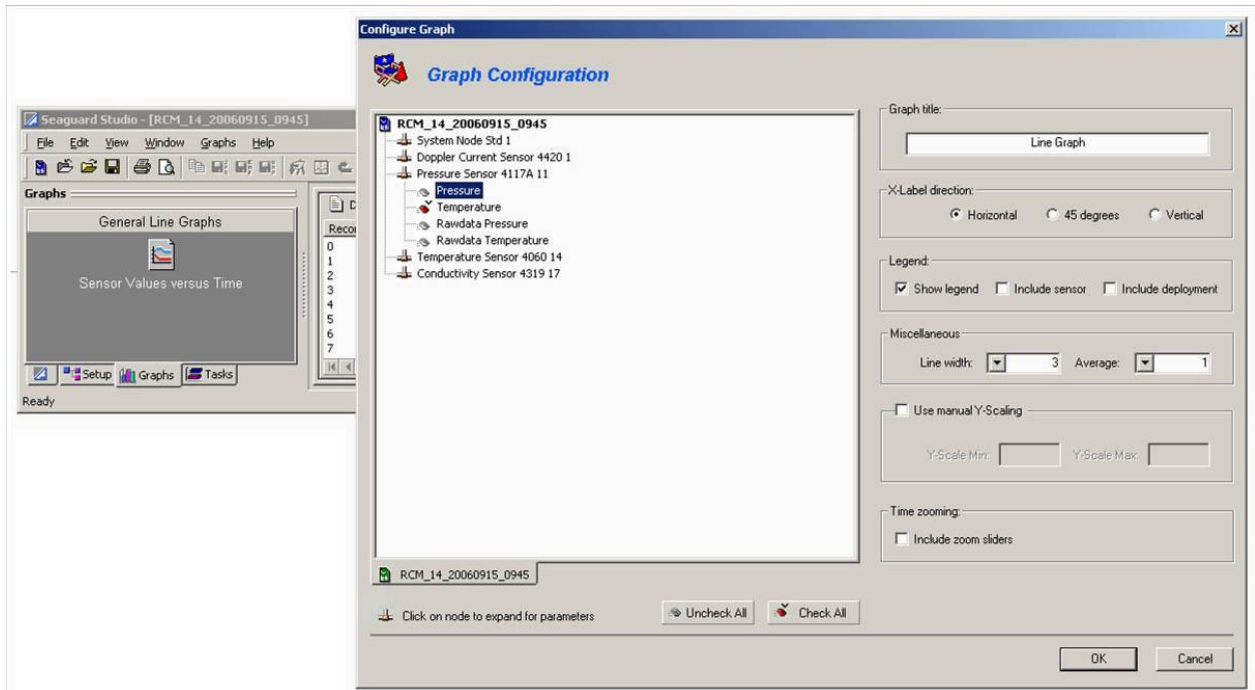 Seaguard Studio - [RCM_14_20060915_0945]
File Edit View Window Graphs Help
Graphs
General Line Graphs
Sensor Values versus Time
0
1
2
3
4
5
6
7
Setup Graphs Tasks
Ready
Configure Graph
Graph Configuration
RCM_14_20060915_0945
System Node Std 1
Doppler Current Sensor 4420 1
Pressure Sensor 4117A 11
Pressure
Temperature
Rawdata Pressure
Rawdata Temperature
Temperature Sensor 4060 14
Conductivity Sensor 4319 17
RCM_14_20060915_0945
Click on node to expand for parameters
Uncheck All
Check All
Graph title:
Line Graph
X-Label direction:
Horizontal 45 degrees Vertical
Legend:
Show legend Include sensor Include deployment
Miscellaneous
Line width: 3 Average: 1
Use manual Y-Scaling
Y-Scale Min: Y-Scale Max:
Time zooming:
Include zoom sliders
OK Cancel